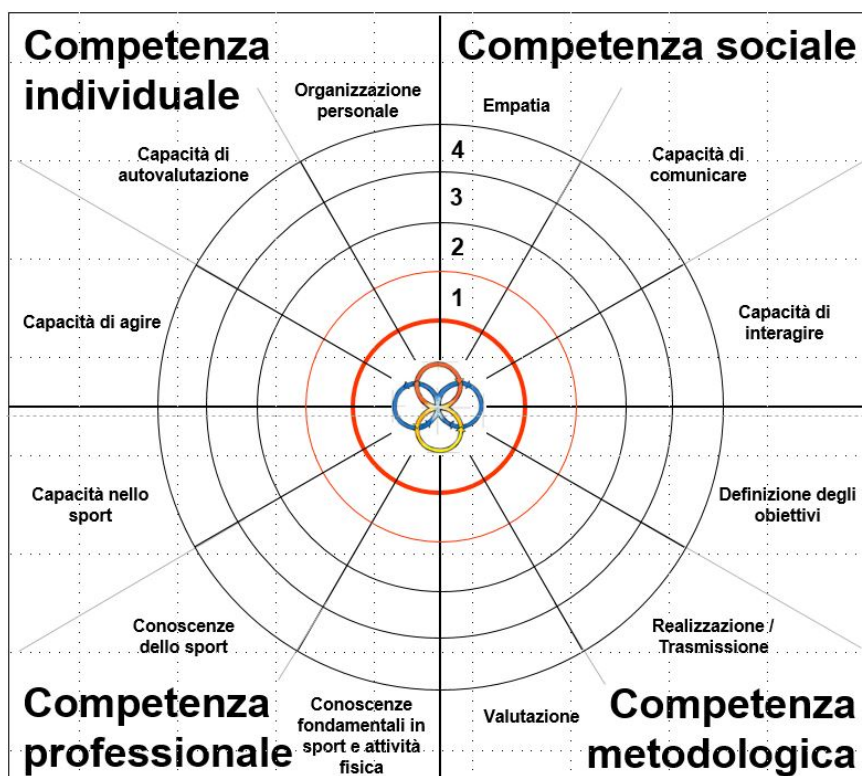 Competenza
individuale
Competenza sociale
Organizzazione
personale
Empatia
Capacità di
autovalutazione
Capacità di
comunicare
4
3
2
1
Capacità di agire
Capacità di
interagire
Capacità nello
sport
Definizione degli
obiettivi
Conoscenze
dello sport
Realizzazione /
Trasmissione
Competenza
professionale
Conoscenze
fondamentali in
sport e attività
fisica
Valutazione
Competenza
metodologica